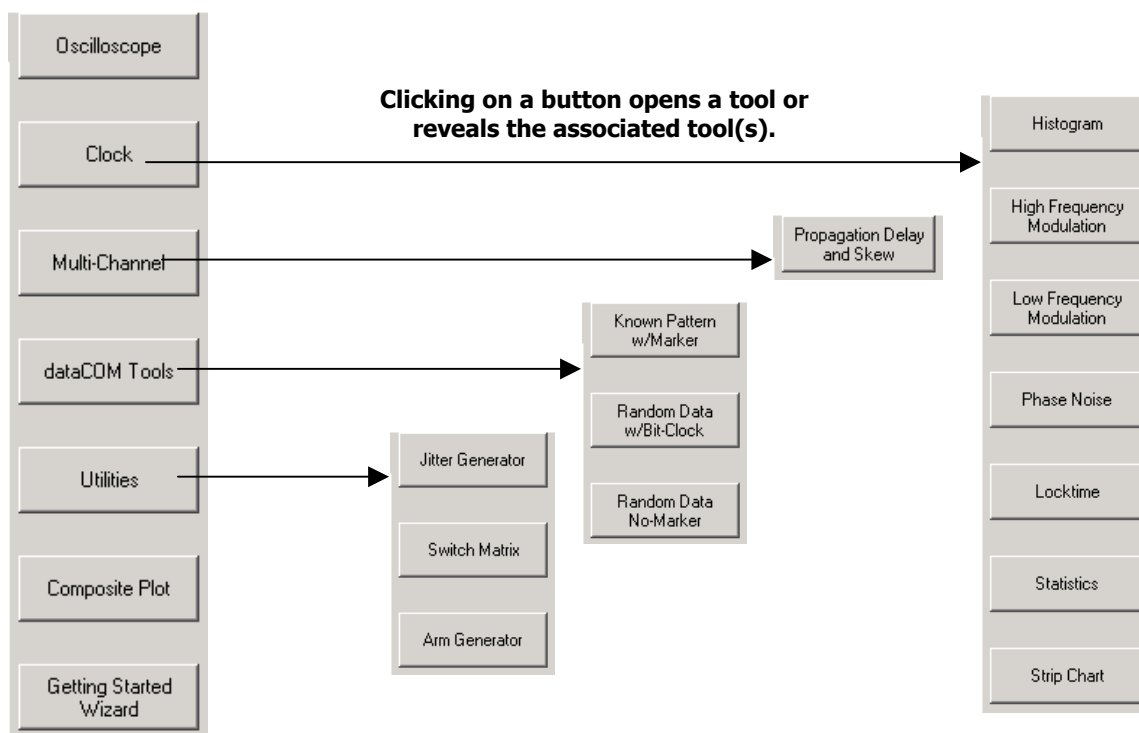 Oscilloscope
Clock
Multi-Channel
dataCOM Tools
Utilities
Composite Plot
Getting Started
Wizard
Clicking on a button opens a tool or
reveals the associated tool(s).
Jitter Generator
Switch Matrix
Arm Generator
Known Pattern
w/Marker
Random Data
w/Bit-Clock
Random Data
No-Marker
Propagation Delay
and Skew
Histogram
High Frequency
Modulation
Low Frequency
Modulation
Phase Noise
Locktime
Statistics
Strip Chart